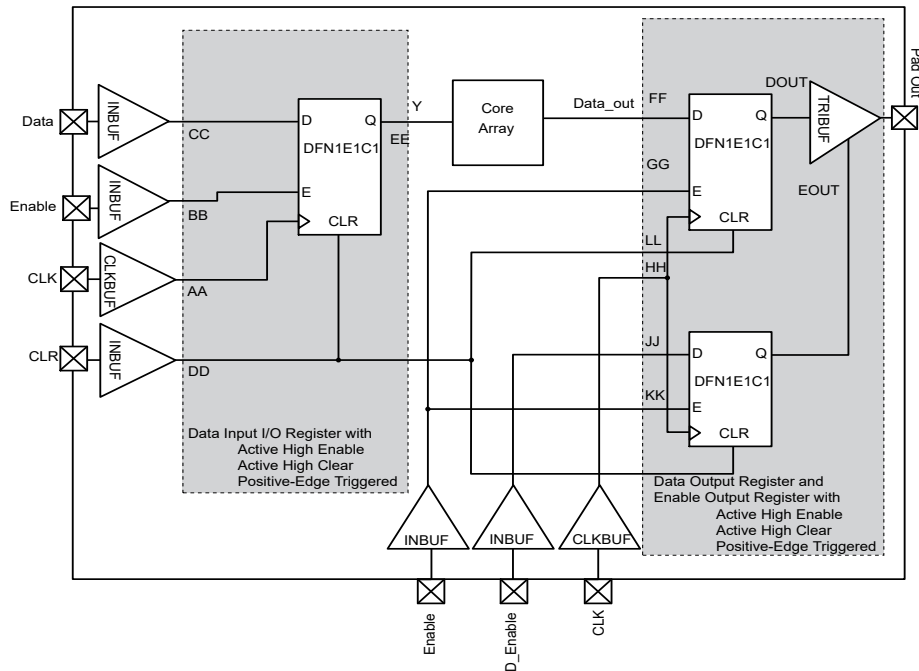 Data
INBUF
CC
D
Q
DFN1E1C1
E
CLR
Y
EE
Core
Array
Data_out
FF
D
Q
DFN1E1C1
E
CLR
GG
DOUT
TRIBUF
EOUT
Pad Out
Enable
INBUF
BB
CLK
CLKBUF
AA
CLR
INBUF
DD
LL
HH
JJ
KK
D
Q
DFN1E1C1
E
CLR
Data Input I/O Register with
Active High Enable
Active High Clear
Positive-Edge Triggered
Data Output Register and
Enable Output Register with
Active High Enable
Active High Clear
Positive-Edge Triggered
INBUF
INBUF
CLKBUF
Enable
D_Enable
CLK